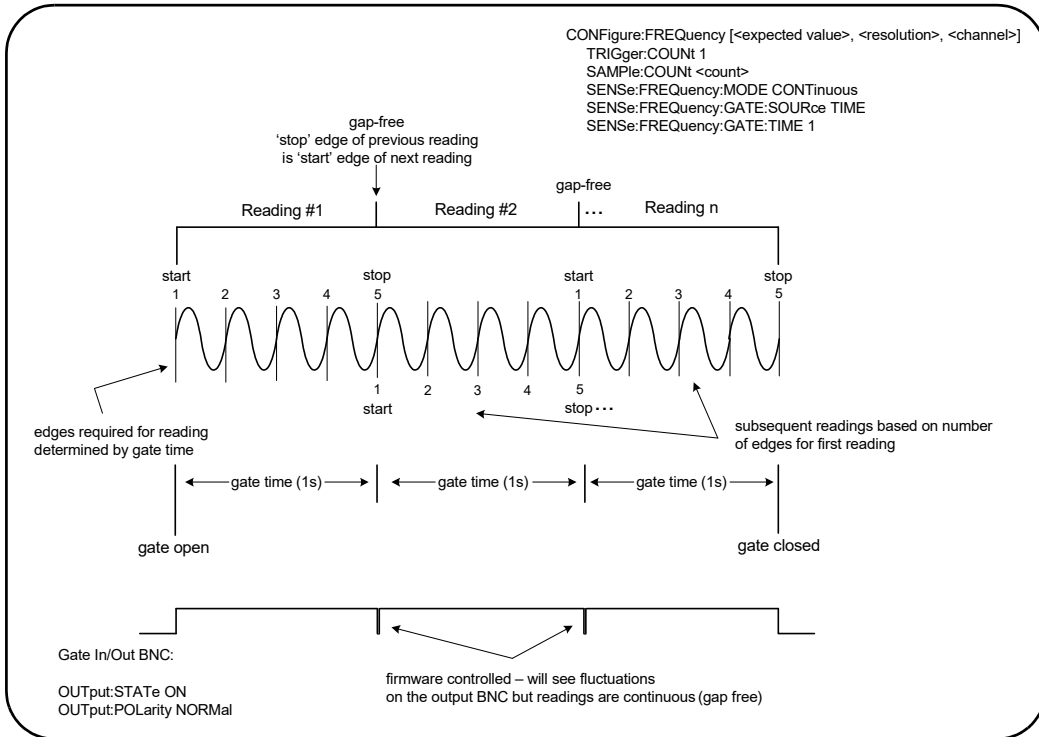 CONFigure:FREQuency [<expected value>, <resolution>, <channel>]
TRIGger:COUNt 1
SAMPle:COUNt <count>
SENSe:FREQuency:MODE CONTinuous
SENSe:FREQuency:GATE:SOURce TIME
SENSe:FREQuency:GATE:TIME 1
gap-free
‘stop’ edge of previous reading
is ‘start’ edge of next reading
gap-free
Reading #1
Reading #2
...
Reading n
start
stop
start
stop
1 2 3 4 5 1 2 3 4 5
1 2 3 4 5
start
stop...
edges required for reading
determined by gate time
subsequent readings based on number
of edges for first reading
gate time (1s)
gate time (1s)
gate time (1s)
gate open
gate closed
Gate In/Out BNC:
OUTput:STATe ON
OUTput:POLarity NORMal
firmware controlled – will see fluctuations
on the output BNC but readings are continuous (gap free)